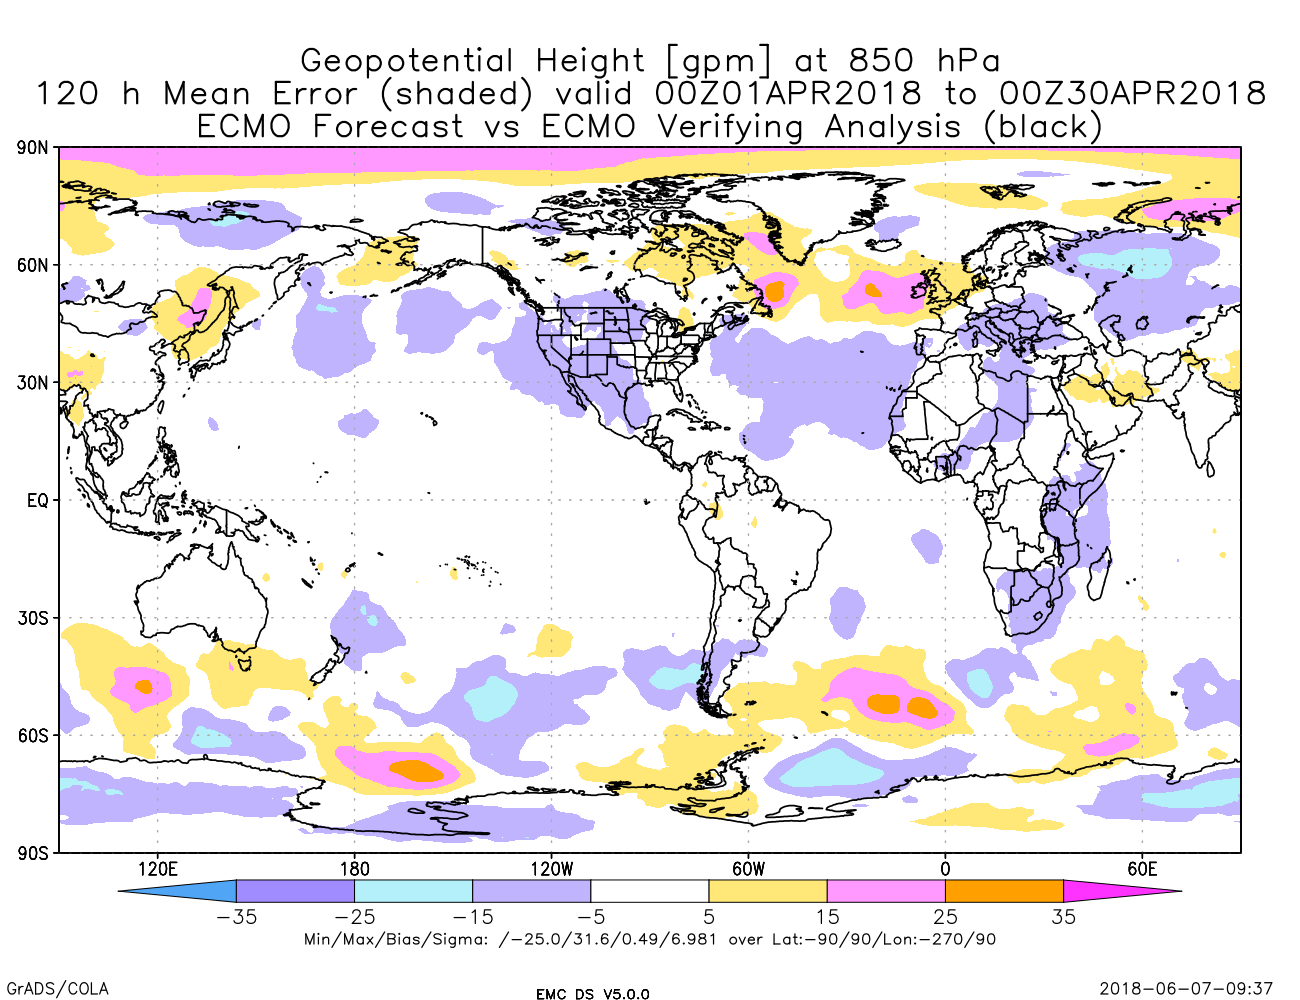 Geopotential Height [gpm] at 850 hPa
120 h Mean Error (shaded) valid 00Z01APR2018 to 00Z30APR2018
ECMO Forecast vs ECMO Verifying Analysis (black)
90N
60N
30N
EQ
30S
60S
90S
120E 180 120W 60W 0 60E
−35 −25 −15 −5 5 15 25 35
Min/Max/Bias/Sigma: /−25.0/31.6/0.49/6.981 over Lat:−90/90/Lon:−270/90
GrADS/COLA EMC DS V5.0.0 2018−06−07−09:37